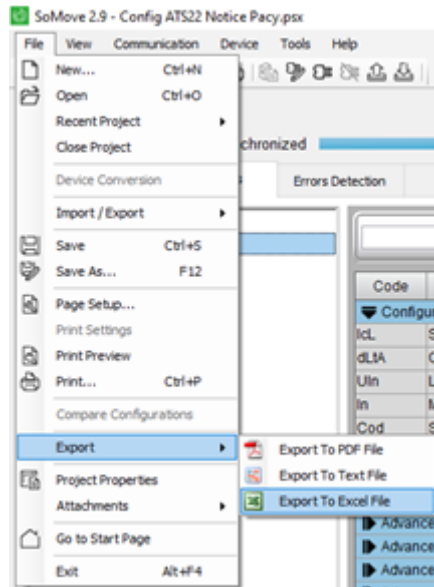 SoMove 2.9 - Config ATS22 Notice Pacy.psx
File View Communication Device Tools Help
New... Ctrl+N
Open Ctrl+O
Recent Project
Close Project
chronized
Device Conversion
Errors Detection
Import / Export
Save Ctrl+S
Save As... F12
Page Setup...
Code
Print Settings
Configu
Print Preview
IcL S
dLtA
Print... Ctrl+P
UIn L
In
Compare Configurations
Cod S
Export
Export To PDF File
Project Properties
Export To Text File
Attachments
Export To Excel File
Advance
Go to Start Page
Advance
Exit Alt+F4
Advance